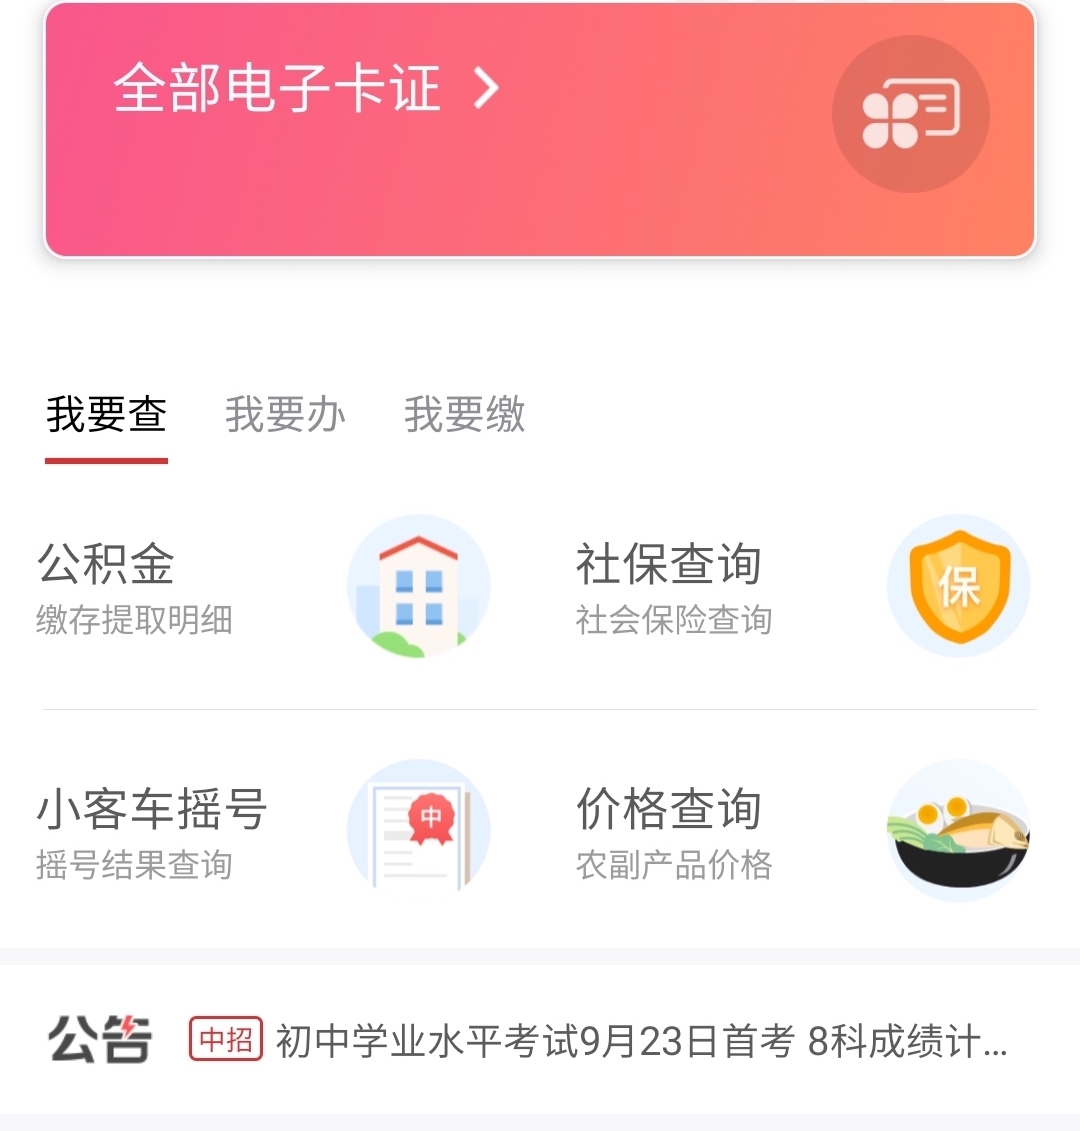 全部电子卡证
我要查 我要办 我要缴
公积金
缴存提取明细
社保查询
社会保险查询
保
小客车摇号
摇号结果查询
中
价格查询
农副产品价格
公告 中招 初中学业水平考试9月23日首考 8科成绩计...